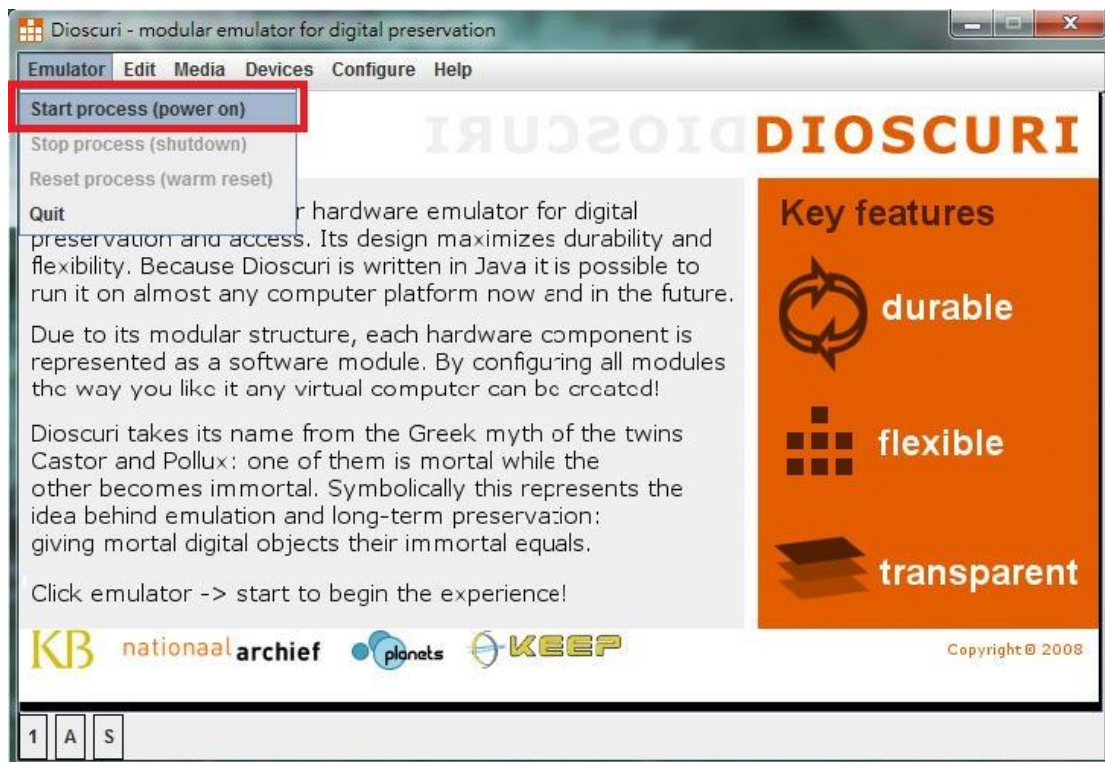 Dioscuri - modular emulator for digital preservation
Emulator Edit Media Devices Configure Help
Start process (power on)
Stop process (shutdown)
Reset process (warm reset)
Quit
DIOSCURI DIOSCURI
r hardware emulator for digital
preservation and access. Its design maximizes durability and
flexibility. Because Dioscuri is written in Java it is possible to
run it on almost any computer platform now and in the future.
Due to its modular structure, each hardware component is
represented as a software module. By configuring all modules
the way you like it any virtual computer can be created!
Dioscuri takes its name from the Greek myth of the twins
Castor and Pollux: one of them is mortal while the
other becomes immortal. Symbolically this represents the
idea behind emulation and long-term preservation:
giving mortal digital objects their immortal equals.
Click emulator -> start to begin the experience!
DIOSCURI
Key features
durable
flexible
transparent
KB nationaal archief planets KEEP
Copyright © 2008
1 A S